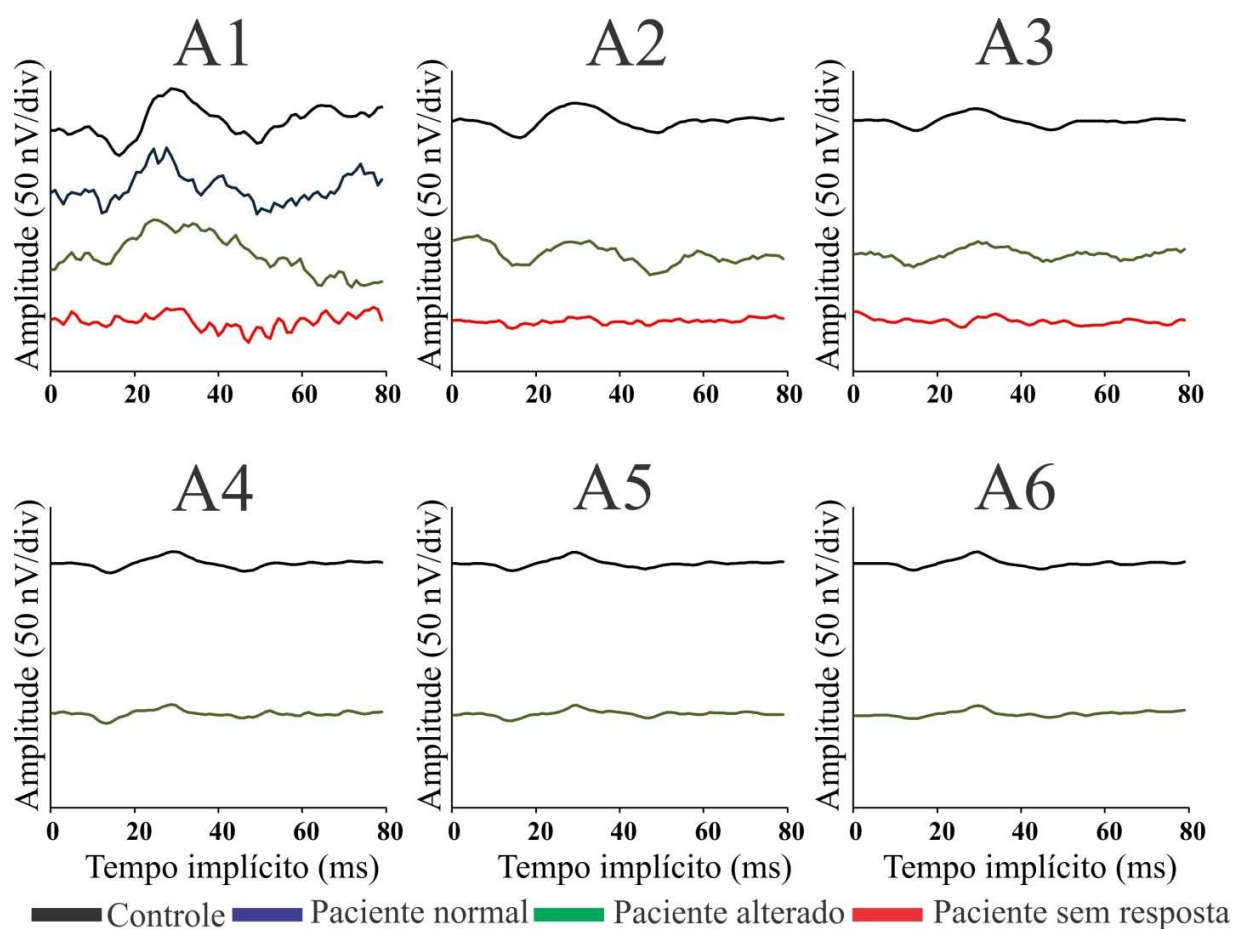 A1 A2 A3
Amplitude (50 nV/div)
0 20 40 60 80
Amplitude (50 nV/div)
0 20 40 60 80
Amplitude (50 nV/div)
0 20 40 60 80
A4 A5 A6
Amplitude (50 nV/div)
0 20 40 60 80
Amplitude (50 nV/div)
0 20 40 60 80
Amplitude (50 nV/div)
0 20 40 60 80
Tempo implícito (ms) Tempo implícito (ms) Tempo implícito (ms)
Controle Paciente normal Paciente alterado Paciente sem resposta